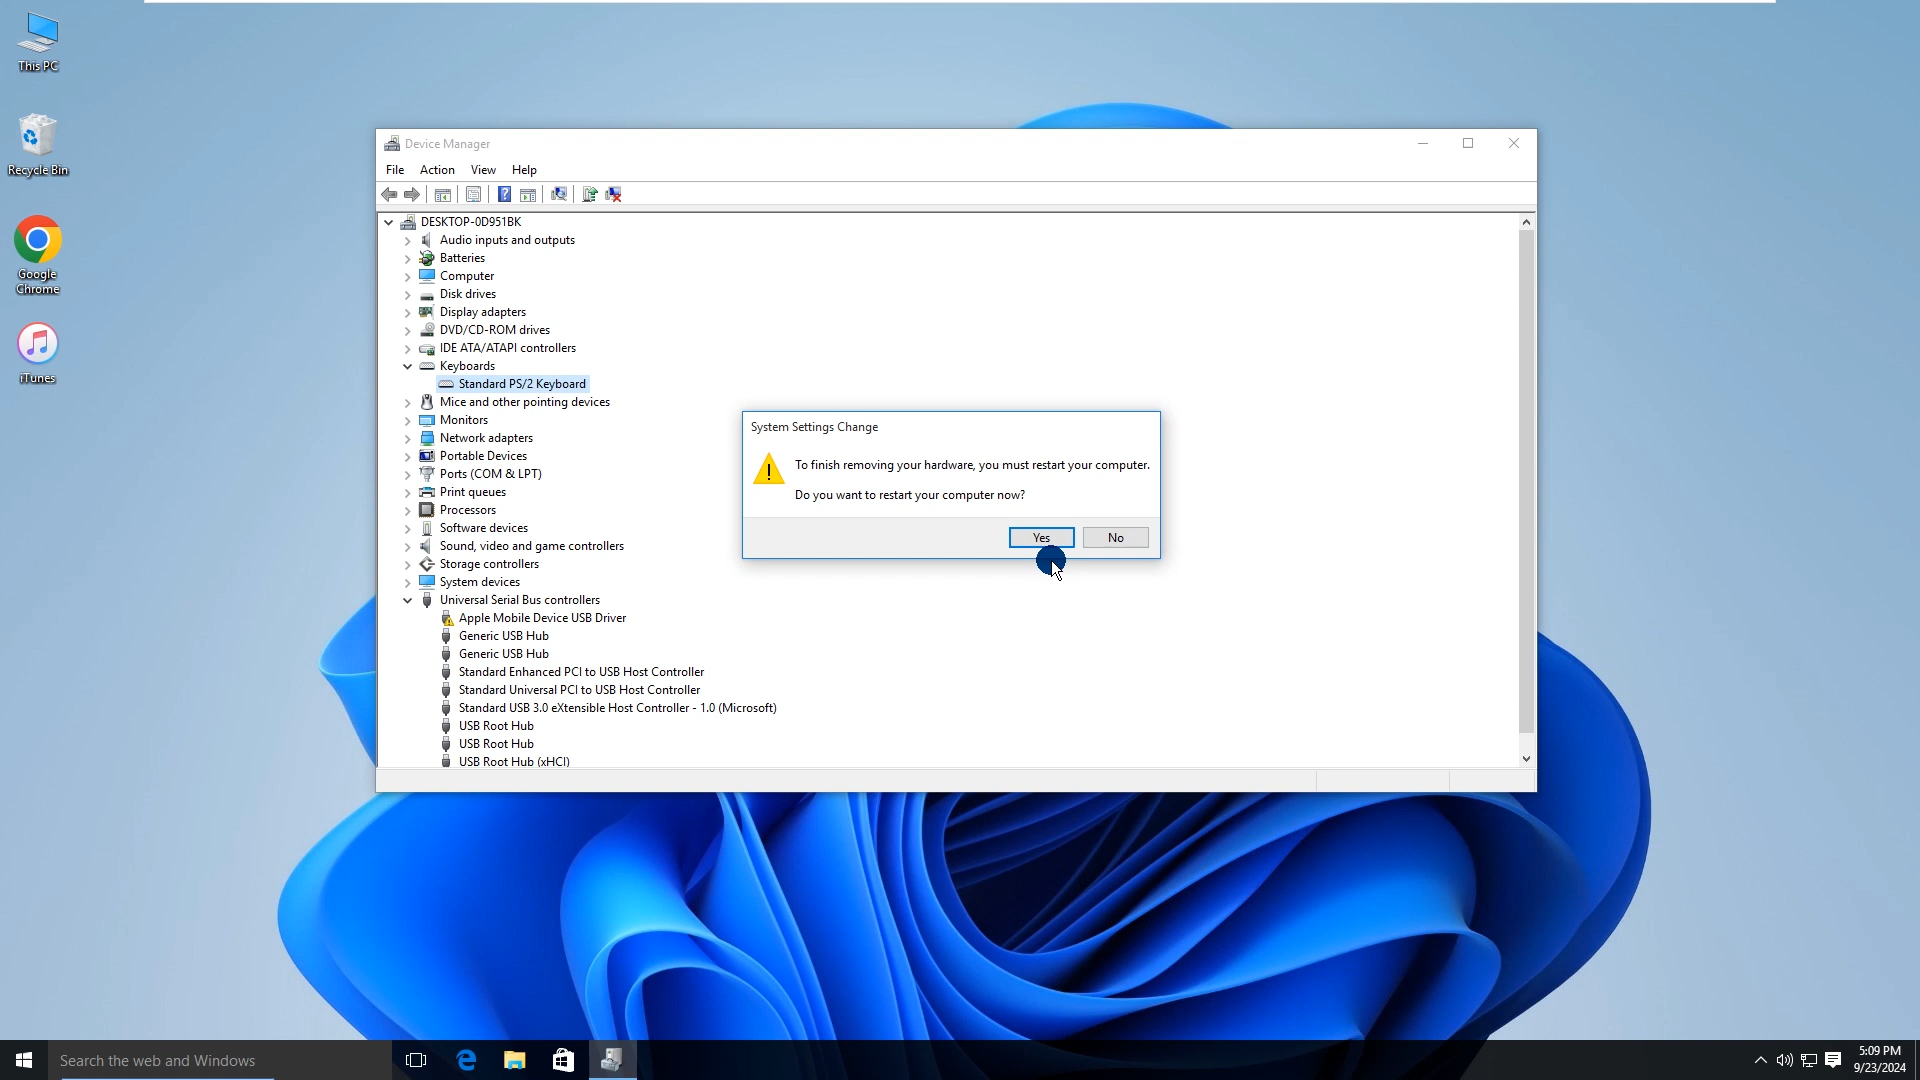 This PC
Recycle Bin
Google
Chrome
iTunes
Device Manager
File Action View Help
DESKTOP-0D951BK
Audio inputs and outputs
Batteries
Computer
Disk drives
Display adapters
DVD/CD-ROM drives
IDE ATA/ATAPI controllers
Keyboards
Standard PS/2 Keyboard
Mice and other pointing devices
Monitors
Network adapters
Portable Devices
Ports (COM & LPT)
Print queues
Processors
Software devices
Sound, video and game controllers
Storage controllers
System devices
Universal Serial Bus controllers
Apple Mobile Device USB Driver
Generic USB Hub
Generic USB Hub
Standard Enhanced PCI to USB Host Controller
Standard Universal PCI to USB Host Controller
Standard USB 3.0 eXtensible Host Controller - 1.0 (Microsoft)
USB Root Hub
USB Root Hub
USB Root Hub (xHCI)
System Settings Change
To finish removing your hardware, you must restart your computer.
Do you want to restart your computer now?
Yes No
Search the web and Windows
5:09 PM
9/23/2024